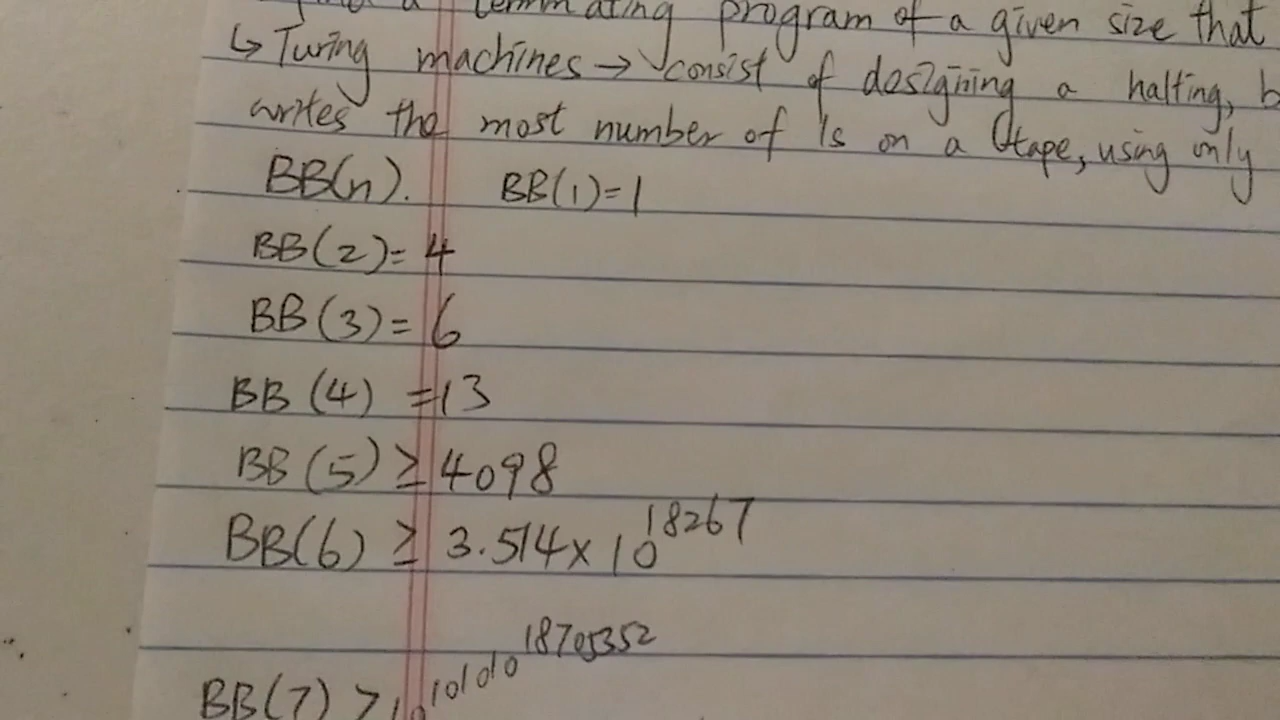 a terminating program of a given size that
↳ Turing machines → consist of designing a halting, b
writes the most number of 1s on a tape, using only
BB(n). BB(1)=1
BB(2)=4
BB(3)=6
BB(4)=13
BB(5)≥4098
BB(6)≥3.514×10^18267
BB(7)>10^10^10^10^18705352